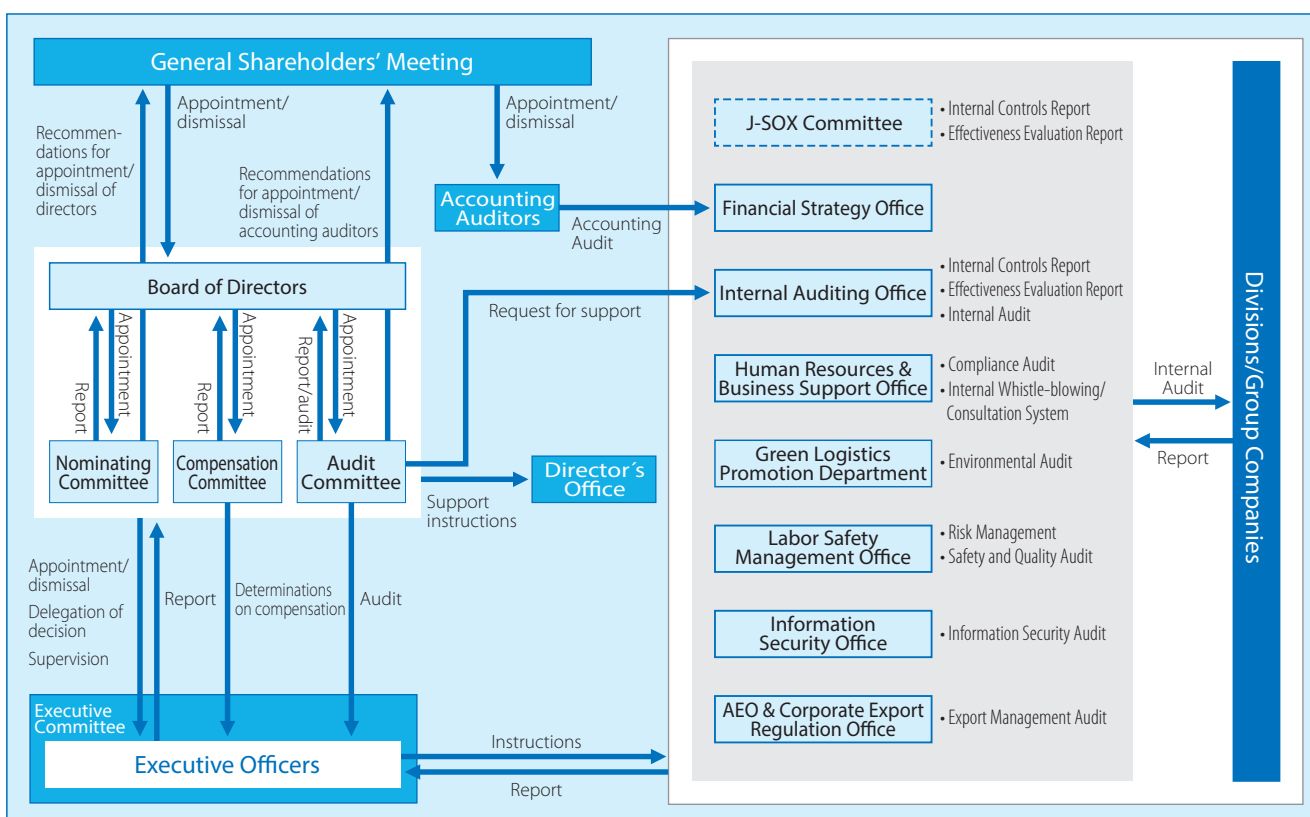 General Shareholders' Meeting
Appointment/
dismissal
Appointment/
dismissal
Recommen-
dations for
appointment/
dismissal of
directors
Recommendations
for appointment/
dismissal of
accounting auditors
Accounting
Auditors
Accounting
Audit
Board of Directors
Report
Appointment
Report
Appointment
Report/audit
Appointment
Request for support
Nominating
Committee
Compensation
Committee
Audit
Committee
Support
instructions
Director's
Office
Appointment/
dismissal
Delegation of
decision
Supervision
Report
Determinations
on compensation
Audit
Executive
Committee
Executive Officers
Instructions
Report
J-SOX Committee
• Internal Controls Report
• Effectiveness Evaluation Report
Financial Strategy Office
Internal Auditing Office
• Internal Controls Report
• Effectiveness Evaluation Report
• Internal Audit
Human Resources &
Business Support Office
• Compliance Audit
• Internal Whistle-blowing/
Consultation System
Green Logistics
Promotion Department
• Environmental Audit
Labor Safety
Management Office
• Risk Management
• Safety and Quality Audit
Information
Security Office
• Information Security Audit
AEO & Corporate Export
Regulation Office
• Export Management Audit
Internal
Audit
Report
Divisions/Group Companies